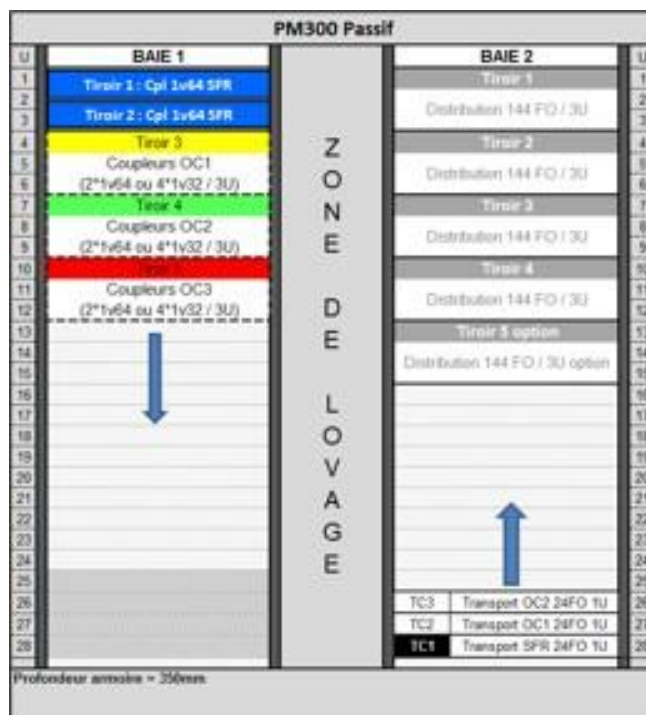 PM300 Passif
U
BAIE 1
BAIE 2
U
1
2
3
4
5
6
7
8
9
10
11
12
13
14
15
16
17
18
19
20
21
22
23
24
25
26
27
28
Tiroir 1 : Cpl 1v64 SFR
Tiroir 2 : Cpl 1v64 SFR
Tiroir 3
Coupleurs OC1
(2*1v64 ou 4*1v32 / 3U)
Tiroir 4
Coupleurs OC2
(2*1v64 ou 4*1v32 / 3U)
Coupleurs OC3
(2*1v64 ou 4*1v32 / 3U)
ZONE DE LOVAGE
Tiroir 1
Distribution 144 FO / 3U
Tiroir 2
Distribution 144 FO / 3U
Tiroir 3
Distribution 144 FO / 3U
Tiroir 4
Distribution 144 FO / 3U
Tiroir 5 option
Distribution 144 FO / 3U option
TC3 Transport OC2 24FO 1U
TC2 Transport OC1 24FO 1U
TC1 Transport SFR 24FO 1U
Profondeur armoire = 350mm